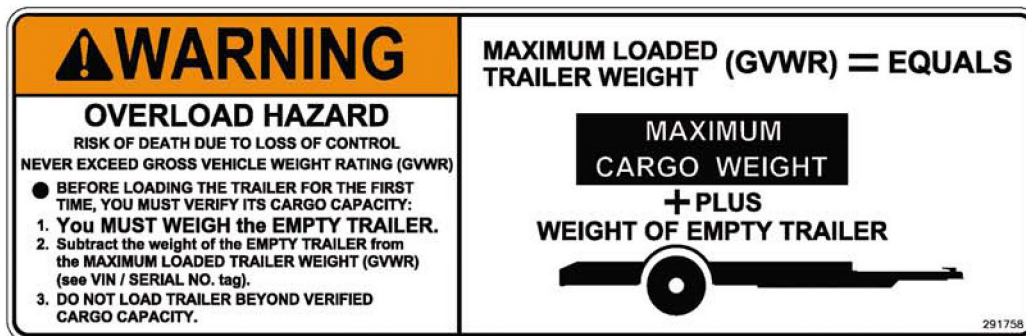 WARNING
OVERLOAD HAZARD
RISK OF DEATH DUE TO LOSS OF CONTROL
NEVER EXCEED GROSS VEHICLE WEIGHT RATING (GVWR)
● BEFORE LOADING THE TRAILER FOR THE FIRST
TIME, YOU MUST VERIFY ITS CARGO CAPACITY:
1. You MUST WEIGH the EMPTY TRAILER.
2. Subtract the weight of the EMPTY TRAILER from
the MAXIMUM LOADED TRAILER WEIGHT (GVWR)
(see VIN / SERIAL NO. tag).
3. DO NOT LOAD TRAILER BEYOND VERIFIED
CARGO CAPACITY.
MAXIMUM LOADED
TRAILER WEIGHT (GVWR) = EQUALS
MAXIMUM
CARGO WEIGHT
+ PLUS
WEIGHT OF EMPTY TRAILER
291758